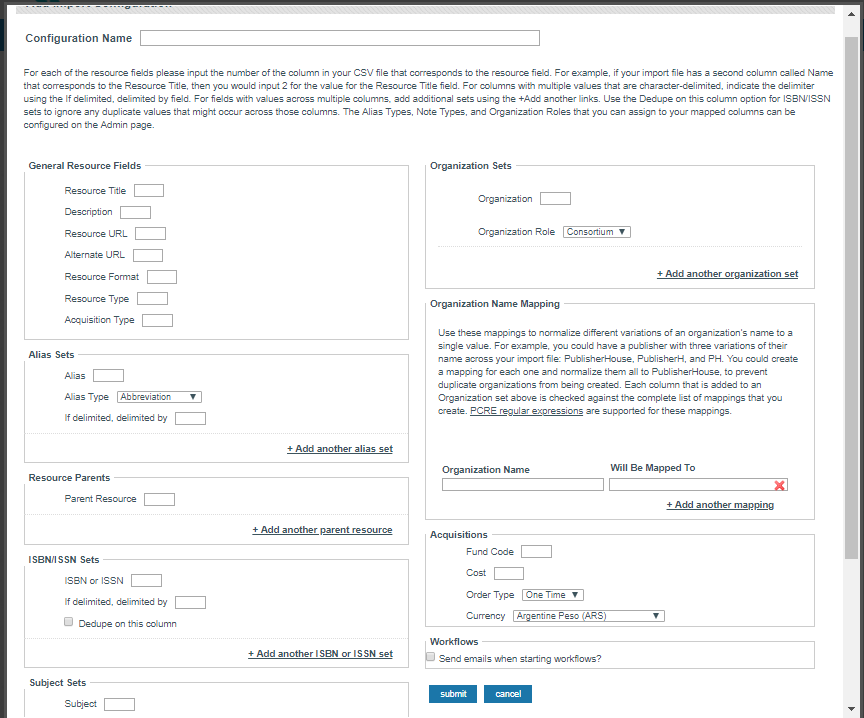 Add Import Configuration
Configuration Name
For each of the resource fields please input the number of the column in your CSV file that corresponds to the resource field. For example, if your import file has a second column called Name
that corresponds to the Resource Title, then you would input 2 for the value for the Resource Title field. For columns with multiple values that are character-delimited, indicate the delimiter
using the If delimited, delimited by field. For fields with values across multiple columns, add additional sets using the +Add another links. Use the Dedupe on this column option for ISBN/ISSN
sets to ignore any duplicate values that might occur across those columns. The Alias Types, Note Types, and Organization Roles that you can assign to your mapped columns can be
configured on the Admin page.
General Resource Fields
Resource Title
Description
Resource URL
Alternate URL
Resource Format
Resource Type
Acquisition Type
Alias Sets
Alias
Alias Type Abbreviation
If delimited, delimited by
+ Add another alias set
Resource Parents
Parent Resource
+ Add another parent resource
ISBN/ISSN Sets
ISBN or ISSN
If delimited, delimited by
Dedupe on this column
+ Add another ISBN or ISSN set
Subject Sets
Subject
Organization Sets
Organization
Organization Role Consortium
+ Add another organization set
Organization Name Mapping
Use these mappings to normalize different variations of an organization's name to a
single value. For example, you could have a publisher with three variations of their
name across your import file: PublisherHouse, PublisherH, and PH. You could create
a mapping for each one and normalize them all to PublisherHouse, to prevent
duplicate organizations from being created. Each column that is added to an
Organization set above is checked against the complete list of mappings that you
create. PCRE regular expressions are supported for these mappings.
Organization Name Will Be Mapped To
+ Add another mapping
Acquisitions
Fund Code
Cost
Order Type One Time
Currency Argentine Peso (ARS)
Workflows
Send emails when starting workflows?
submit cancel